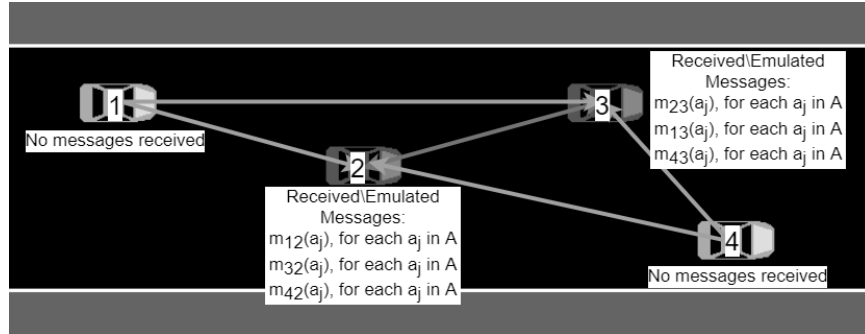 1
No messages received
2
Received\Emulated
Messages:
m12(aj), for each aj in A
m32(aj), for each aj in A
m42(aj), for each aj in A
3
Received\Emulated
Messages:
m23(aj), for each aj in A
m13(aj), for each aj in A
m43(aj), for each aj in A
4
No messages received